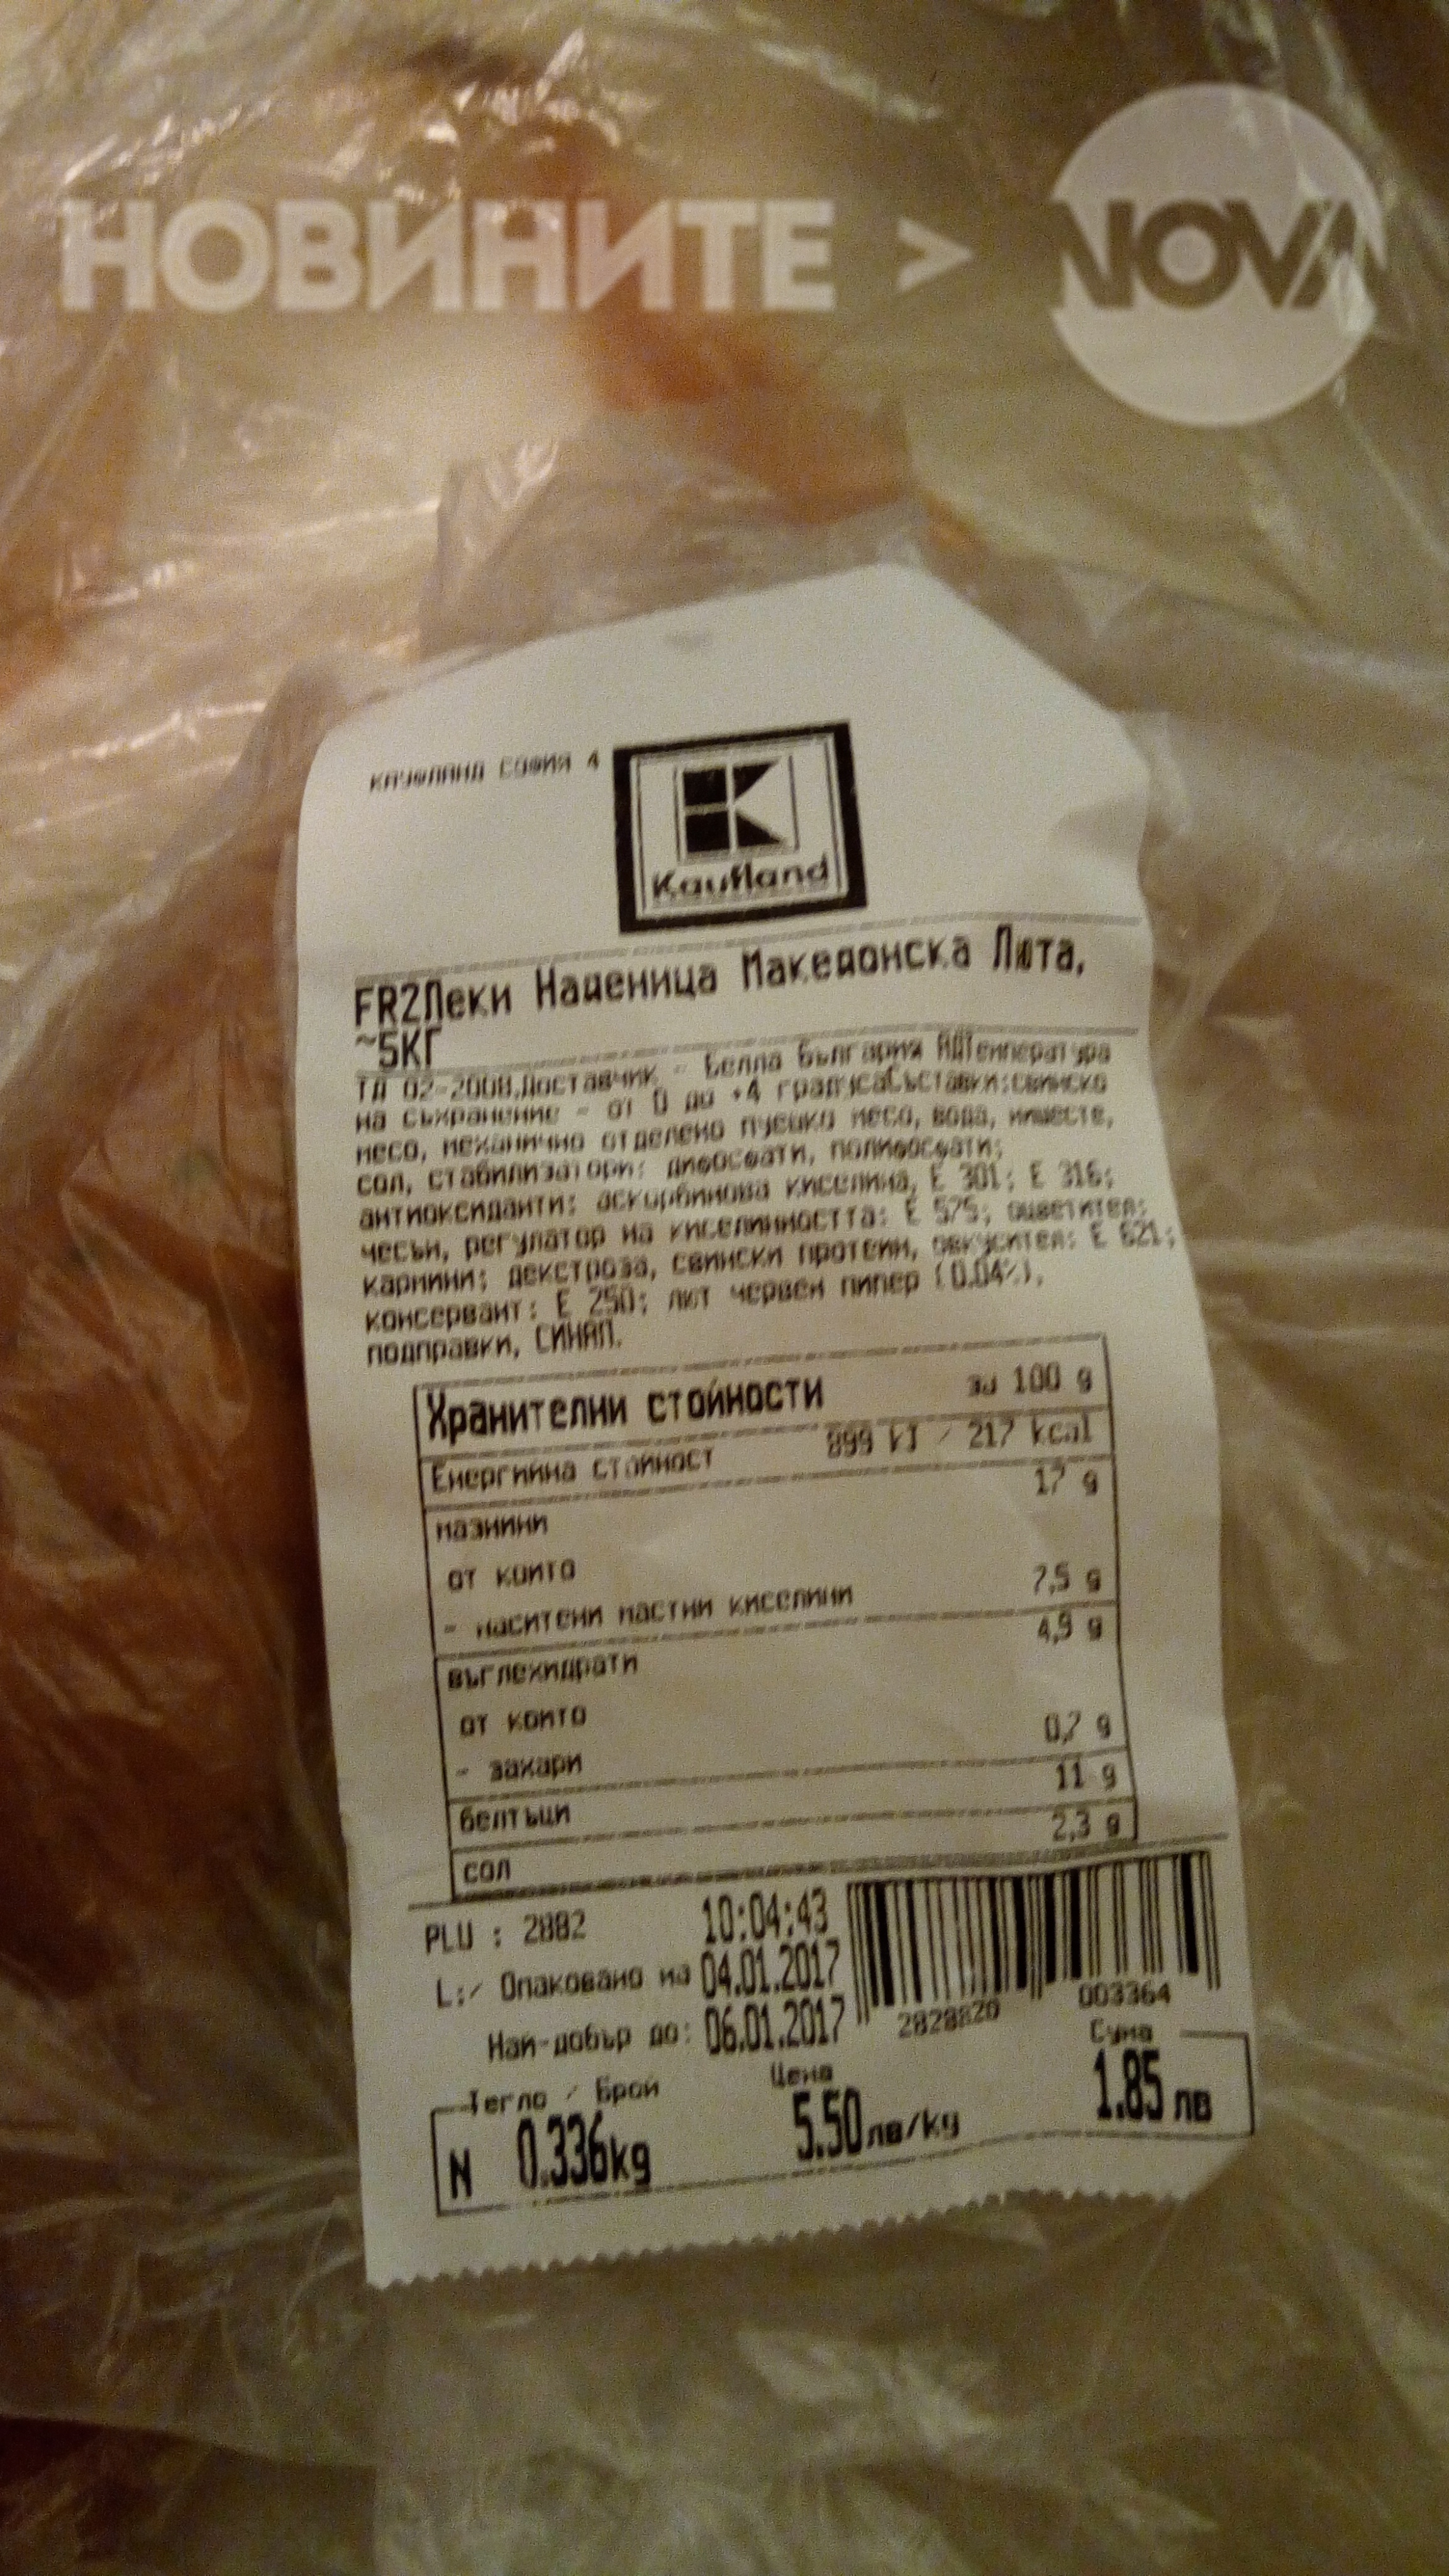 НОВИНИТЕ > NOVA
КАУФЛАНД СОФИЯ 4
Kaufland
FR2Леки Наденица Македонска Люта,
~5КГ
ТД 02-2008.Доставчик - Белла България АДТемпература
на съхранение - от 0 до +4 градусаСъставки:свинско
месо, механично отделено пуешко месо, вода, нишесте,
сол, стабилизатори: дифосфати, полифосфати;
антиоксиданти: аскорбинова киселина, Е 301; Е 316;
чесън, регулатор на киселинността: Е 575; оцветител:
кармини; декстроза, свински протеин, овкусител: Е 621;
консервант: Е 250; лют червен пипер (0.04%),
подправки, СИНАП.
Хранителни стойности за 100 g
Енергийна стойност 899 kJ / 217 kcal
мазнини 17 g
от които
- наситени мастни киселини 7,5 g
въглехидрати 4,9 g
от които
- захари 0,7 g
белтъци 11 g
сол 2,3 g
PLU : 2882 10:04:43
L:/ Опаковано на 04.01.2017
Най-добър до: 06.01.2017
2828820 003364
Тегло / Брой Цена Сума
N 0.336kg 5.50лв/kg 1.85 лв